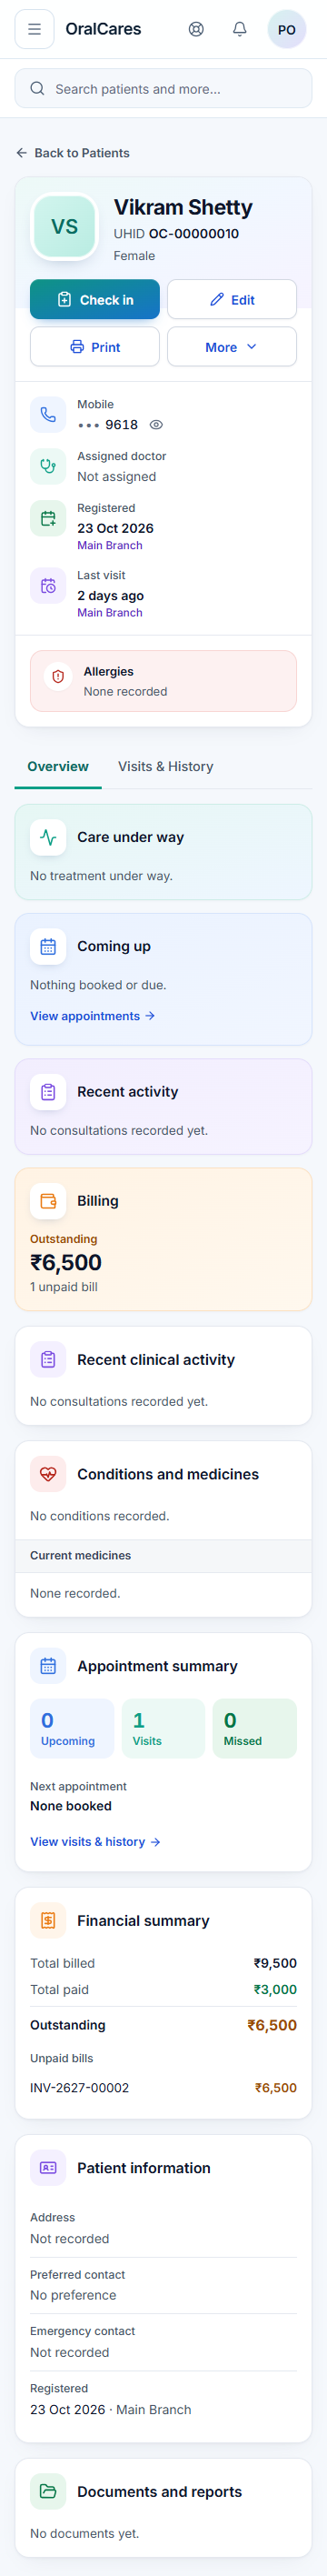 OralCares
PO
Search patients and more...
Back to Patients
VS
Vikram Shetty
UHID OC-00000010
Female
Check in
Edit
Print
More
Mobile
••• 9618
Assigned doctor
Not assigned
Registered
23 Oct 2026
Main Branch
Last visit
2 days ago
Main Branch
Allergies
None recorded
Overview
Visits & History
Care under way
No treatment under way.
Coming up
Nothing booked or due.
View appointments →
Recent activity
No consultations recorded yet.
Billing
Outstanding
₹6,500
1 unpaid bill
Recent clinical activity
No consultations recorded yet.
Conditions and medicines
No conditions recorded.
Current medicines
None recorded.
Appointment summary
0
Upcoming
1
Visits
0
Missed
Next appointment
None booked
View visits & history →
Financial summary
Total billed ₹9,500
Total paid ₹3,000
Outstanding ₹6,500
Unpaid bills
INV-2627-00002 ₹6,500
Patient information
Address
Not recorded
Preferred contact
No preference
Emergency contact
Not recorded
Registered
23 Oct 2026 · Main Branch
Documents and reports
No documents yet.